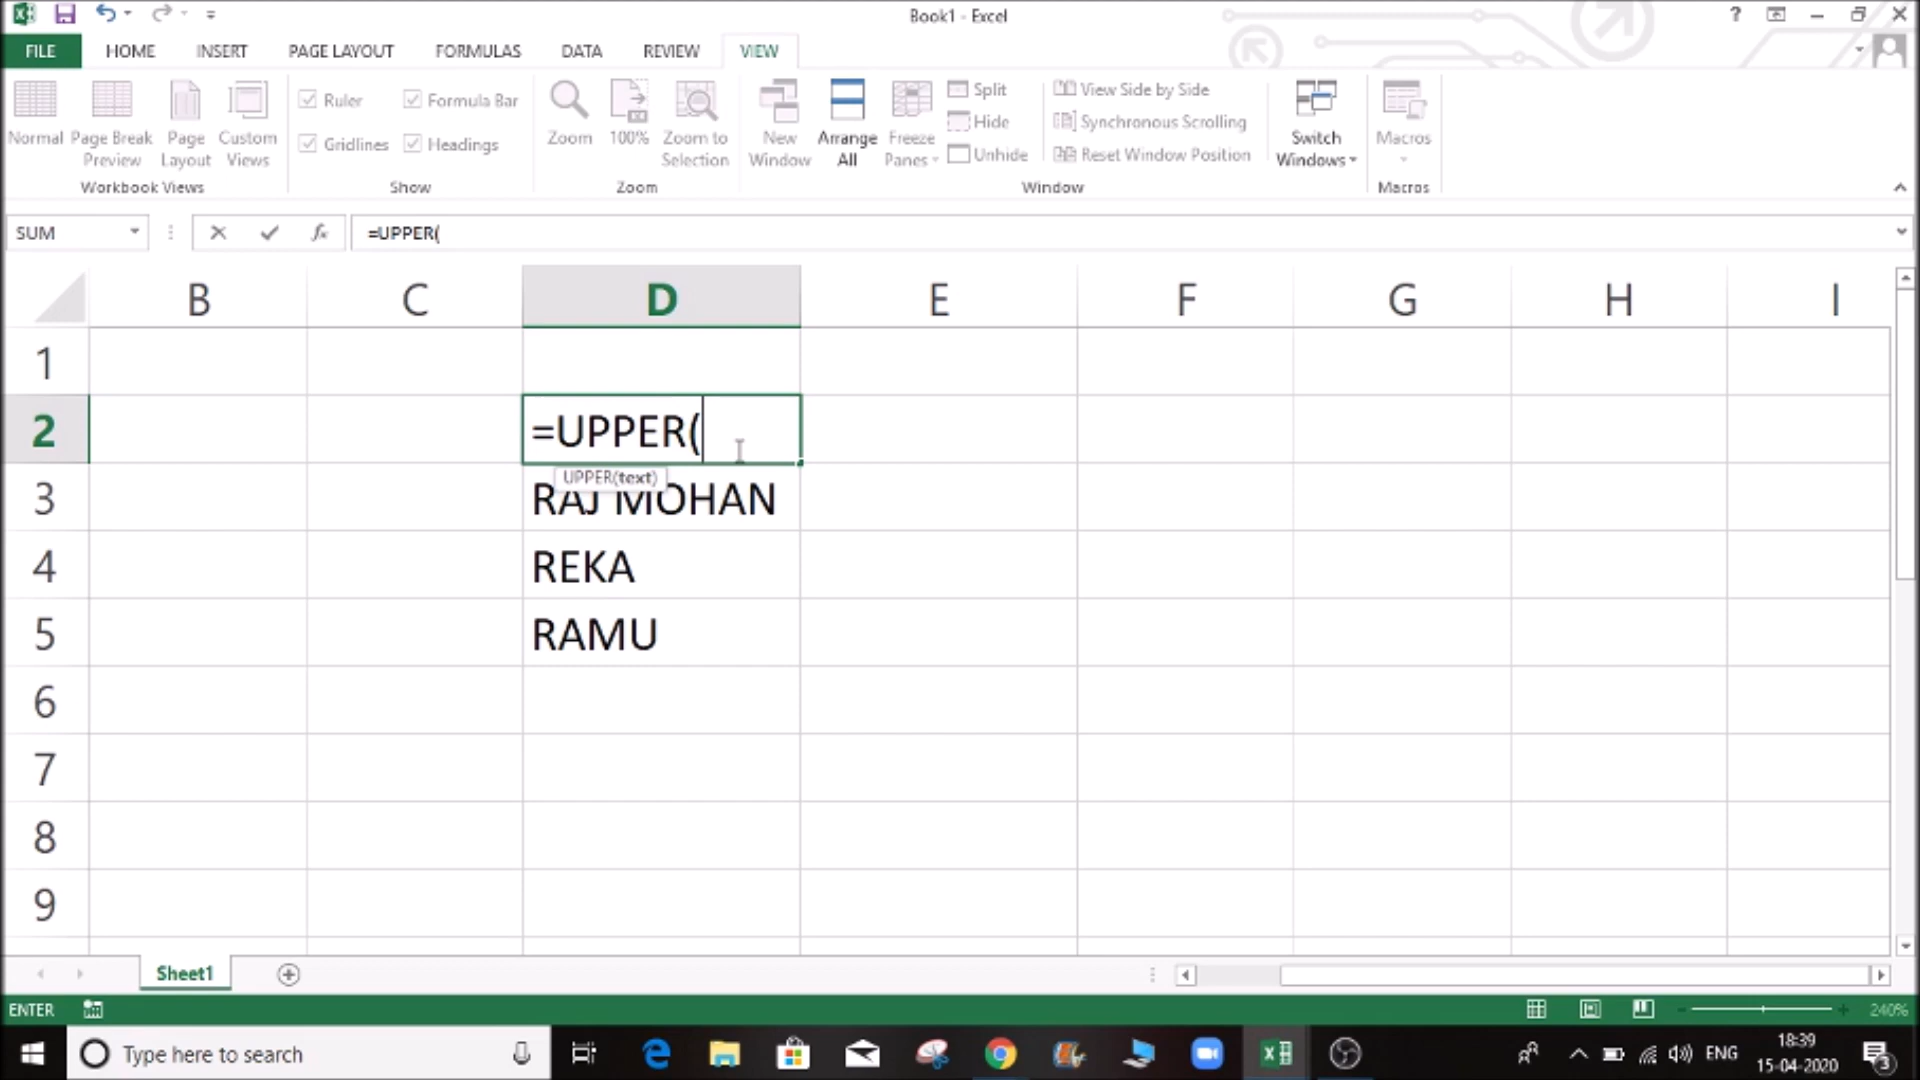 Book1 - Excel
?
FILE HOME INSERT PAGE LAYOUT FORMULAS DATA REVIEW VIEW
Normal Page Break Preview Page Layout Custom Views
Workbook Views
Ruler Formula Bar
Gridlines Headings
Show
Zoom 100% Zoom to Selection
Zoom
New Window Arrange All Freeze Panes
Split
Hide
Unhide
View Side by Side
Synchronous Scrolling
Reset Window Position
Switch Windows
Window
Macros
Macros
SUM fx =UPPER(
B C D E F G H I
1
2 =UPPER(
UPPER(text)
3 RAJ MOHAN
4 REKA
5 RAMU
6
7
8
9
Sheet1
ENTER 240%
Type here to search
ENG
18:39
15-04-2020
3